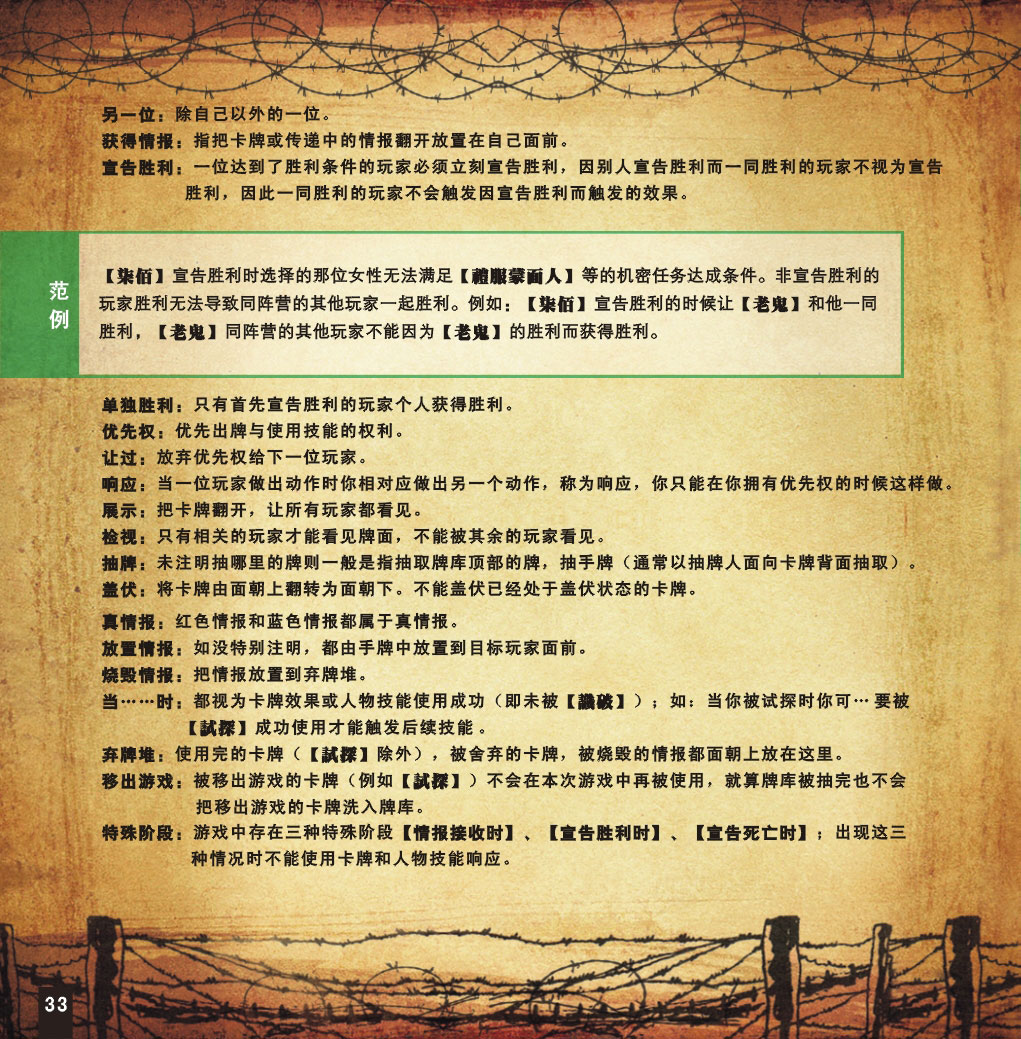 另一位：除自己以外的一位。
获得情报：指把卡牌或传递中的情报翻开放置在自己面前。
宣告胜利：一位达到了胜利条件的玩家必须立刻宣告胜利，因别人宣告胜利而一同胜利的玩家不视为宣告
胜利，因此一同胜利的玩家不会触发因宣告胜利而触发的效果。
范例
【柒佰】宣告胜利时选择的那位女性无法满足【禮服蒙面人】等的机密任务达成条件。非宣告胜利的
玩家胜利无法导致同阵营的其他玩家一起胜利。例如：【柒佰】宣告胜利的时候让【老鬼】和他一同
胜利，【老鬼】同阵营的其他玩家不能因为【老鬼】的胜利而获得胜利。
单独胜利：只有首先宣告胜利的玩家个人获得胜利。
优先权：优先出牌与使用技能的权利。
让过：放弃优先权给下一位玩家。
响应：当一位玩家做出动作时你相对应做出另一个动作，称为响应，你只能在你拥有优先权的时候这样做。
展示：把卡牌翻开，让所有玩家都看见。
检视：只有相关的玩家才能看见牌面，不能被其余的玩家看见。
抽牌：未注明抽哪里的牌则一般是指抽取牌库顶部的牌，抽手牌（通常以抽牌人面向卡牌背面抽取）。
盖伏：将卡牌由面朝上翻转为面朝下。不能盖伏已经处于盖伏状态的卡牌。
真情报：红色情报和蓝色情报都属于真情报。
放置情报：如没特别注明，都由手牌中放置到目标玩家面前。
烧毁情报：把情报放置到弃牌堆。
当……时：都视为卡牌效果或人物技能使用成功（即未被【識破】）；如：当你被试探时你可…要被
【試探】成功使用才能触发后续技能。
弃牌堆：使用完的卡牌（【試探】除外），被舍弃的卡牌，被烧毁的情报都面朝上放在这里。
移出游戏：被移出游戏的卡牌（例如【試探】）不会在本次游戏中再被使用，就算牌库被抽完也不会
把移出游戏的卡牌洗入牌库。
特殊阶段：游戏中存在三种特殊阶段【情报接收时】、【宣告胜利时】、【宣告死亡时】；出现这三
种情况时不能使用卡牌和人物技能响应。
33